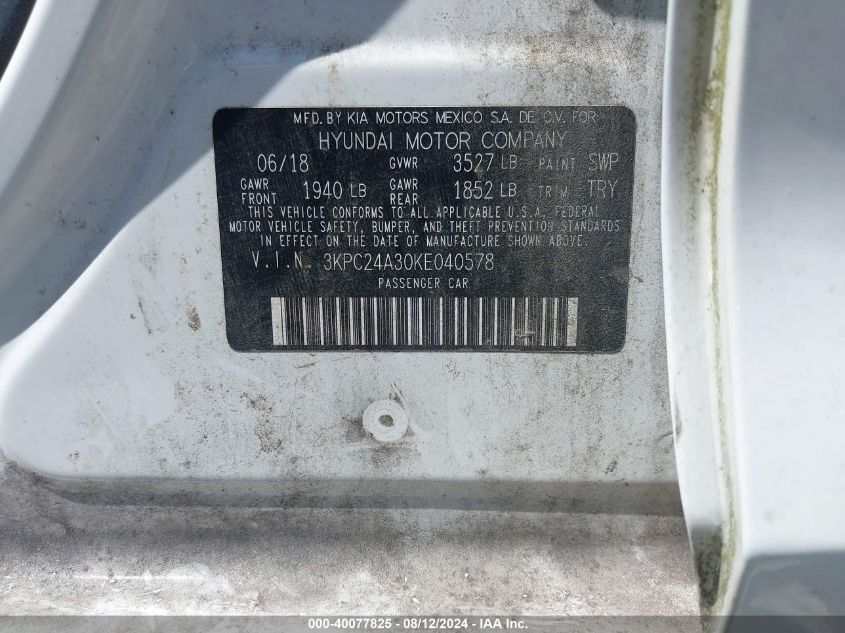 MFD. BY KIA MOTORS MEXICO S.A. DE C.V. FOR
HYUNDAI MOTOR COMPANY
06/18 GVWR 3527 LB PAINT SWP
GAWR FRONT 1940 LB GAWR REAR 1852 LB TRIM TRY
THIS VEHICLE CONFORMS TO ALL APPLICABLE U.S.A. FEDERAL
MOTOR VEHICLE SAFETY, BUMPER, AND THEFT PREVENTION STANDARDS
IN EFFECT ON THE DATE OF MANUFACTURE SHOWN ABOVE.
V.I.N. 3KPC24A30KE040578
PASSENGER CAR
000-40077825 - 08/12/2024 - © IAA, Inc.